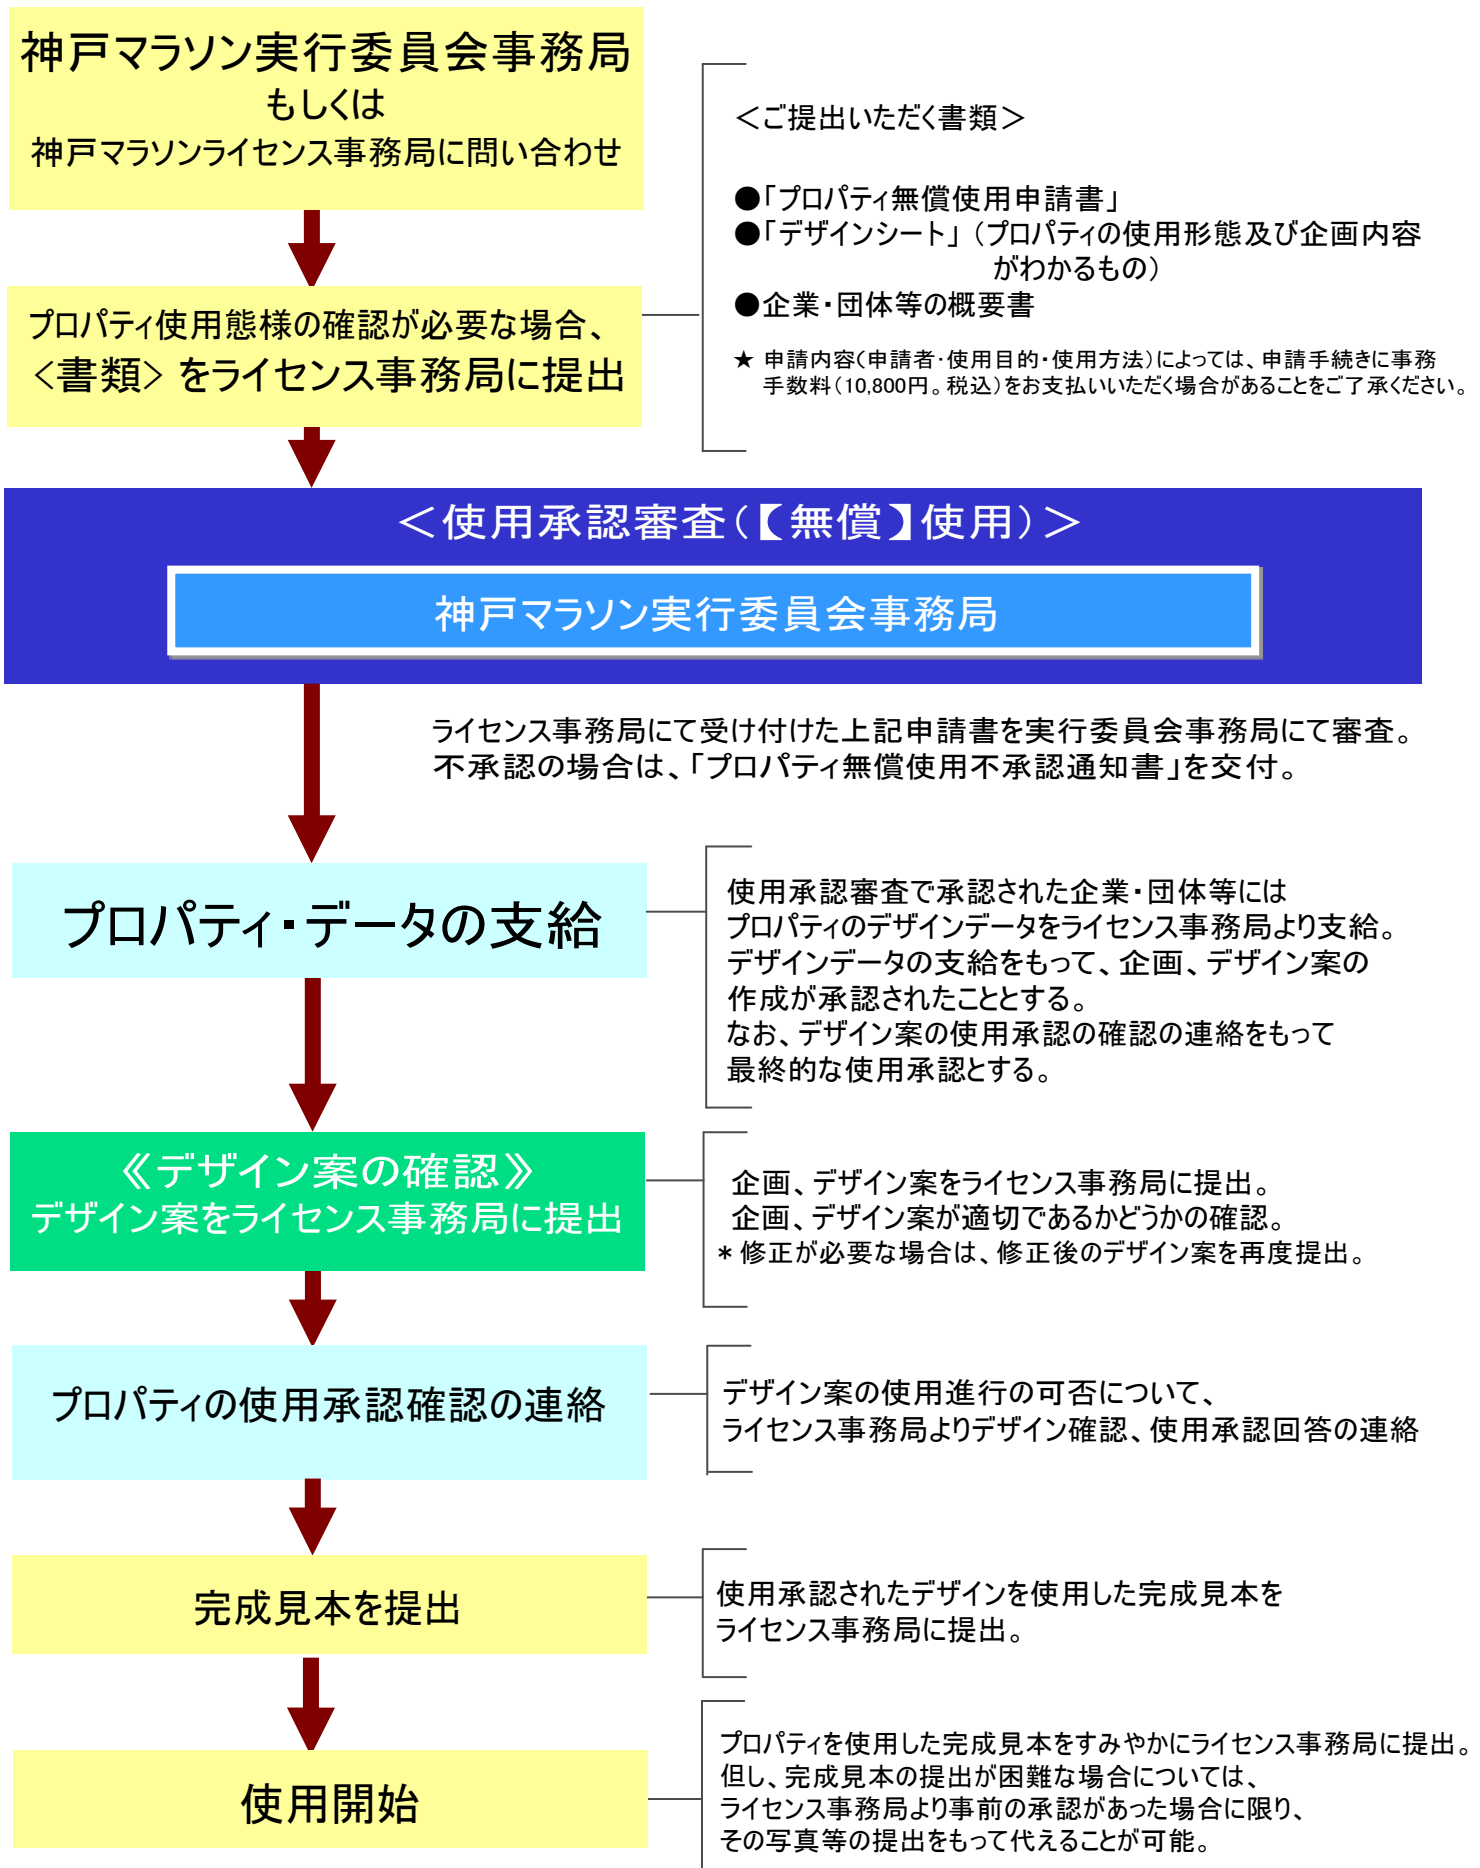 神戸マラソン実行委員会事務局
もしくは
神戸マラソンライセンス事務局に問い合わせ
プロパティ使用態様の確認が必要な場合、
<書類> をライセンス事務局に提出
＜ご提出いただく書類＞
●「プロパティ無償使用申請書」
●「デザインシート」（プロパティの使用形態及び企画内容
がわかるもの）
●企業・団体等の概要書
★ 申請内容（申請者・使用目的・使用方法）によっては、申請手続きに事務
手数料（10,800円。税込）をお支払いいただく場合があることをご了承ください。
＜使用承認審査（【無償】使用）＞
神戸マラソン実行委員会事務局
ライセンス事務局にて受け付けた上記申請書を実行委員会事務局にて審査。
不承認の場合は、「プロパティ無償使用不承認通知書」を交付。
プロパティ・データの支給
使用承認審査で承認された企業・団体等には
プロパティのデザインデータをライセンス事務局より支給。
デザインデータの支給をもって、企画、デザイン案の
作成が承認されたこととする。
なお、デザイン案の使用承認の確認の連絡をもって
最終的な使用承認とする。
《デザイン案の確認》
デザイン案をライセンス事務局に提出
企画、デザイン案をライセンス事務局に提出。
企画、デザイン案が適切であるかどうかの確認。
＊修正が必要な場合は、修正後のデザイン案を再度提出。
プロパティの使用承認確認の連絡
デザイン案の使用進行の可否について、
ライセンス事務局よりデザイン確認、使用承認回答の連絡
完成見本を提出
使用承認されたデザインを使用した完成見本を
ライセンス事務局に提出。
使用開始
プロパティを使用した完成見本をすみやかにライセンス事務局に提出。
但し、完成見本の提出が困難な場合については、
ライセンス事務局より事前の承認があった場合に限り、
その写真等の提出をもって代えることが可能。